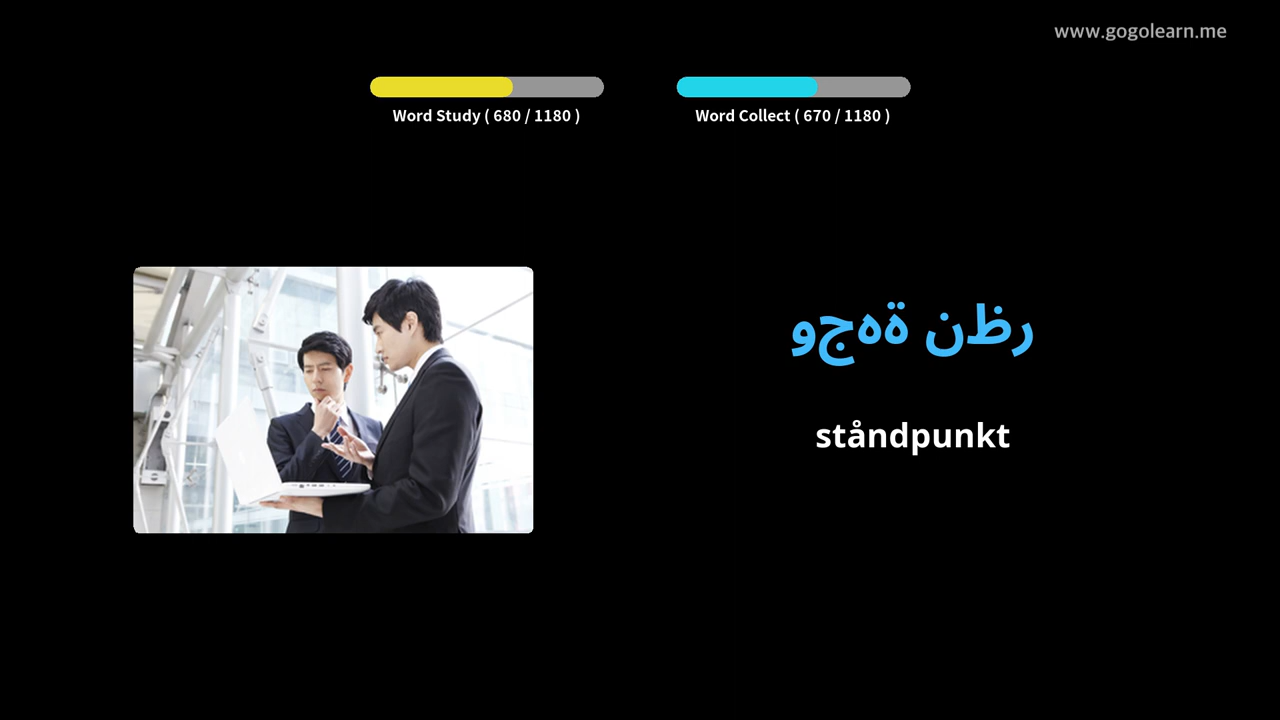 www.gogolearn.me
Word Study ( 680 / 1180 )
Word Collect ( 670 / 1180 )
وجهة نظر
ståndpunkt